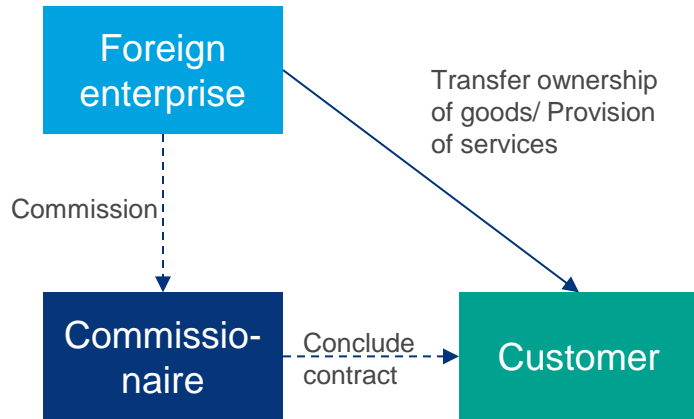 Foreign
enterprise
Transfer ownership
of goods/ Provision
of services
Commission
Commissio-
naire
Conclude
contract
Customer